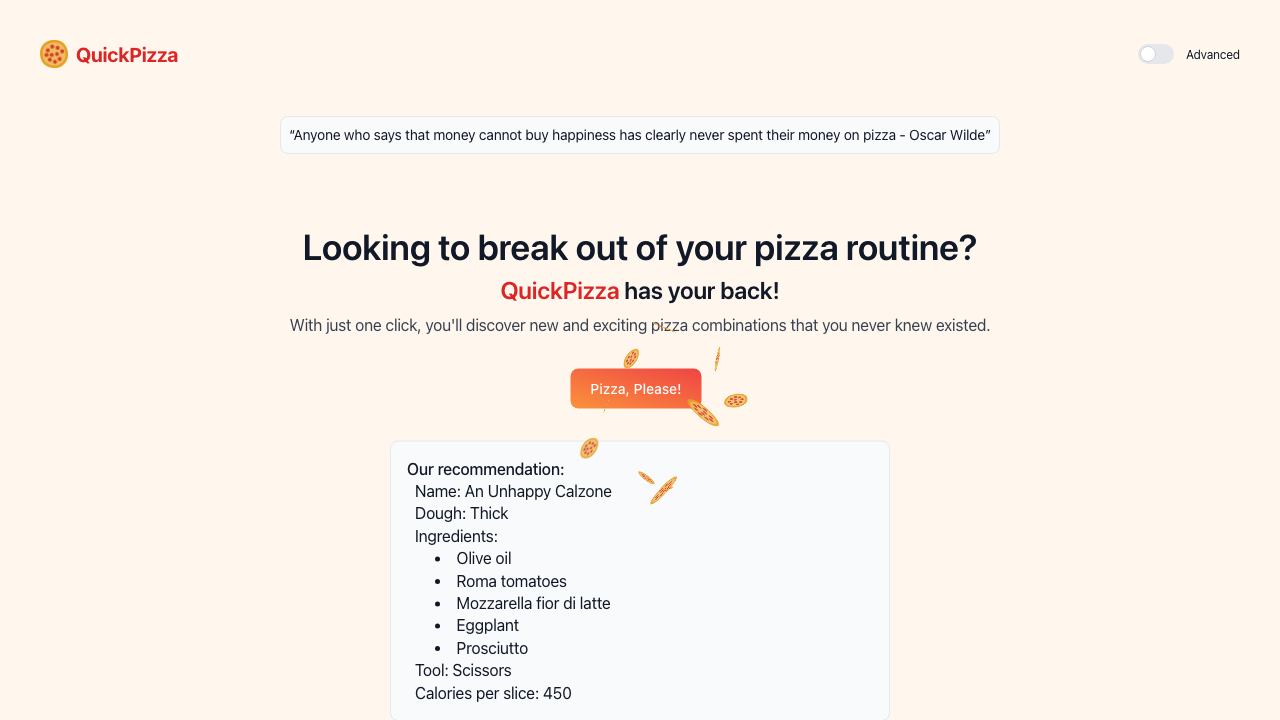 QuickPizza
Advanced
“Anyone who says that money cannot buy happiness has clearly never spent their money on pizza - Oscar Wilde”
Looking to break out of your pizza routine?
QuickPizza has your back!
With just one click, you'll discover new and exciting pizza combinations that you never knew existed.
Pizza, Please!
Our recommendation:
Name: An Unhappy Calzone
Dough: Thick
Ingredients:
• Olive oil
• Roma tomatoes
• Mozzarella fior di latte
• Eggplant
• Prosciutto
Tool: Scissors
Calories per slice: 450